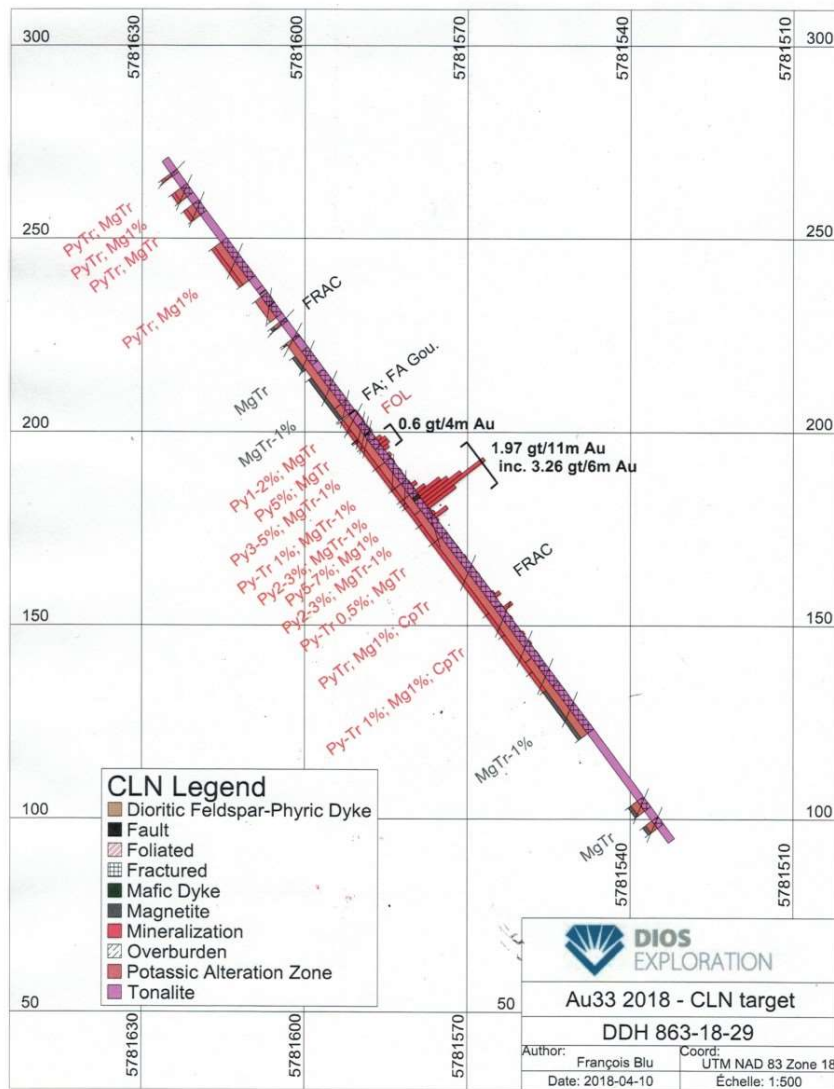 5781630
5781600
5781570
5781540
5781510
300
300
250
250
200
200
150
150
100
100
50
50
PyTr; MgTr
PyTr; Mg1%
PyTr; MgTr
PyTr; Mg1%
FRAC
FA; FA Gou.
FOL
0.6 gt/4m Au
1.97 gt/11m Au
inc. 3.26 gt/6m Au
MgTr
MgTr-1%
Py1-2%; MgTr
Py5%; MgTr
Py3-5%; MgTr-1%
Py-Tr 1%; MgTr-1%
Py2-3%; MgTr-1%
Py5-7%; Mg1%
Py2-3%; MgTr-1%
Py-Tr 0,5%; MgTr
PyTr; Mg1%; CpTr
Py-Tr 1%; Mg1%; CpTr
FRAC
MgTr-1%
MgTr
CLN Legend
Dioritic Feldspar-Phyric Dyke
Fault
Foliated
Fractured
Mafic Dyke
Magnetite
Mineralization
Overburden
Potassic Alteration Zone
Tonalite
5781630
5781600
5781570
5781540
5781510
DIOS
EXPLORATION
Au33 2018 - CLN target
DDH 863-18-29
Author: François Blu
Coord: UTM NAD 83 Zone 18
Date: 2018-04-10
Échelle: 1:500